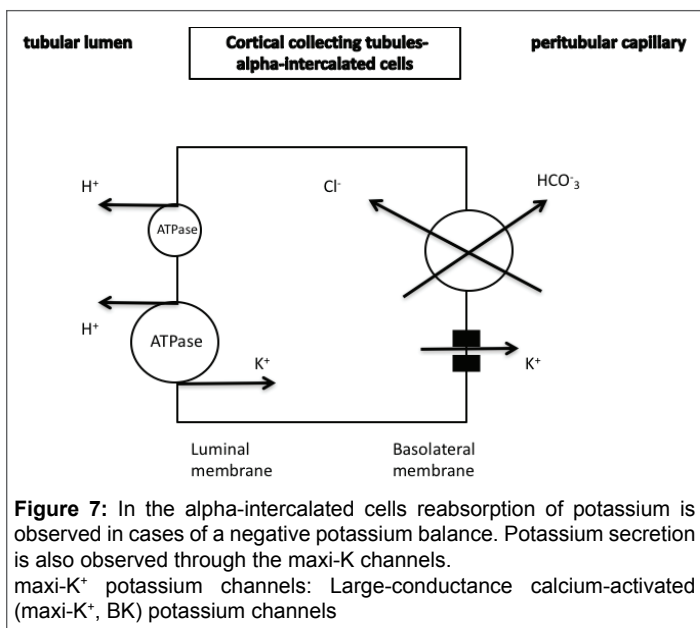 tubular lumen
Cortical collecting tubules-
alpha-intercalated cells
peritubular capillary
H⁺
Cl⁻
HCO⁻₃
ATPase
H⁺
ATPase
K⁺
K⁺
Luminal
membrane
Basolateral
membrane
Figure 7: In the alpha-intercalated cells reabsorption of potassium is
observed in cases of a negative potassium balance. Potassium secretion
is also observed through the maxi-K channels.
maxi-K⁺ potassium channels: Large-conductance calcium-activated
(maxi-K⁺, BK) potassium channels